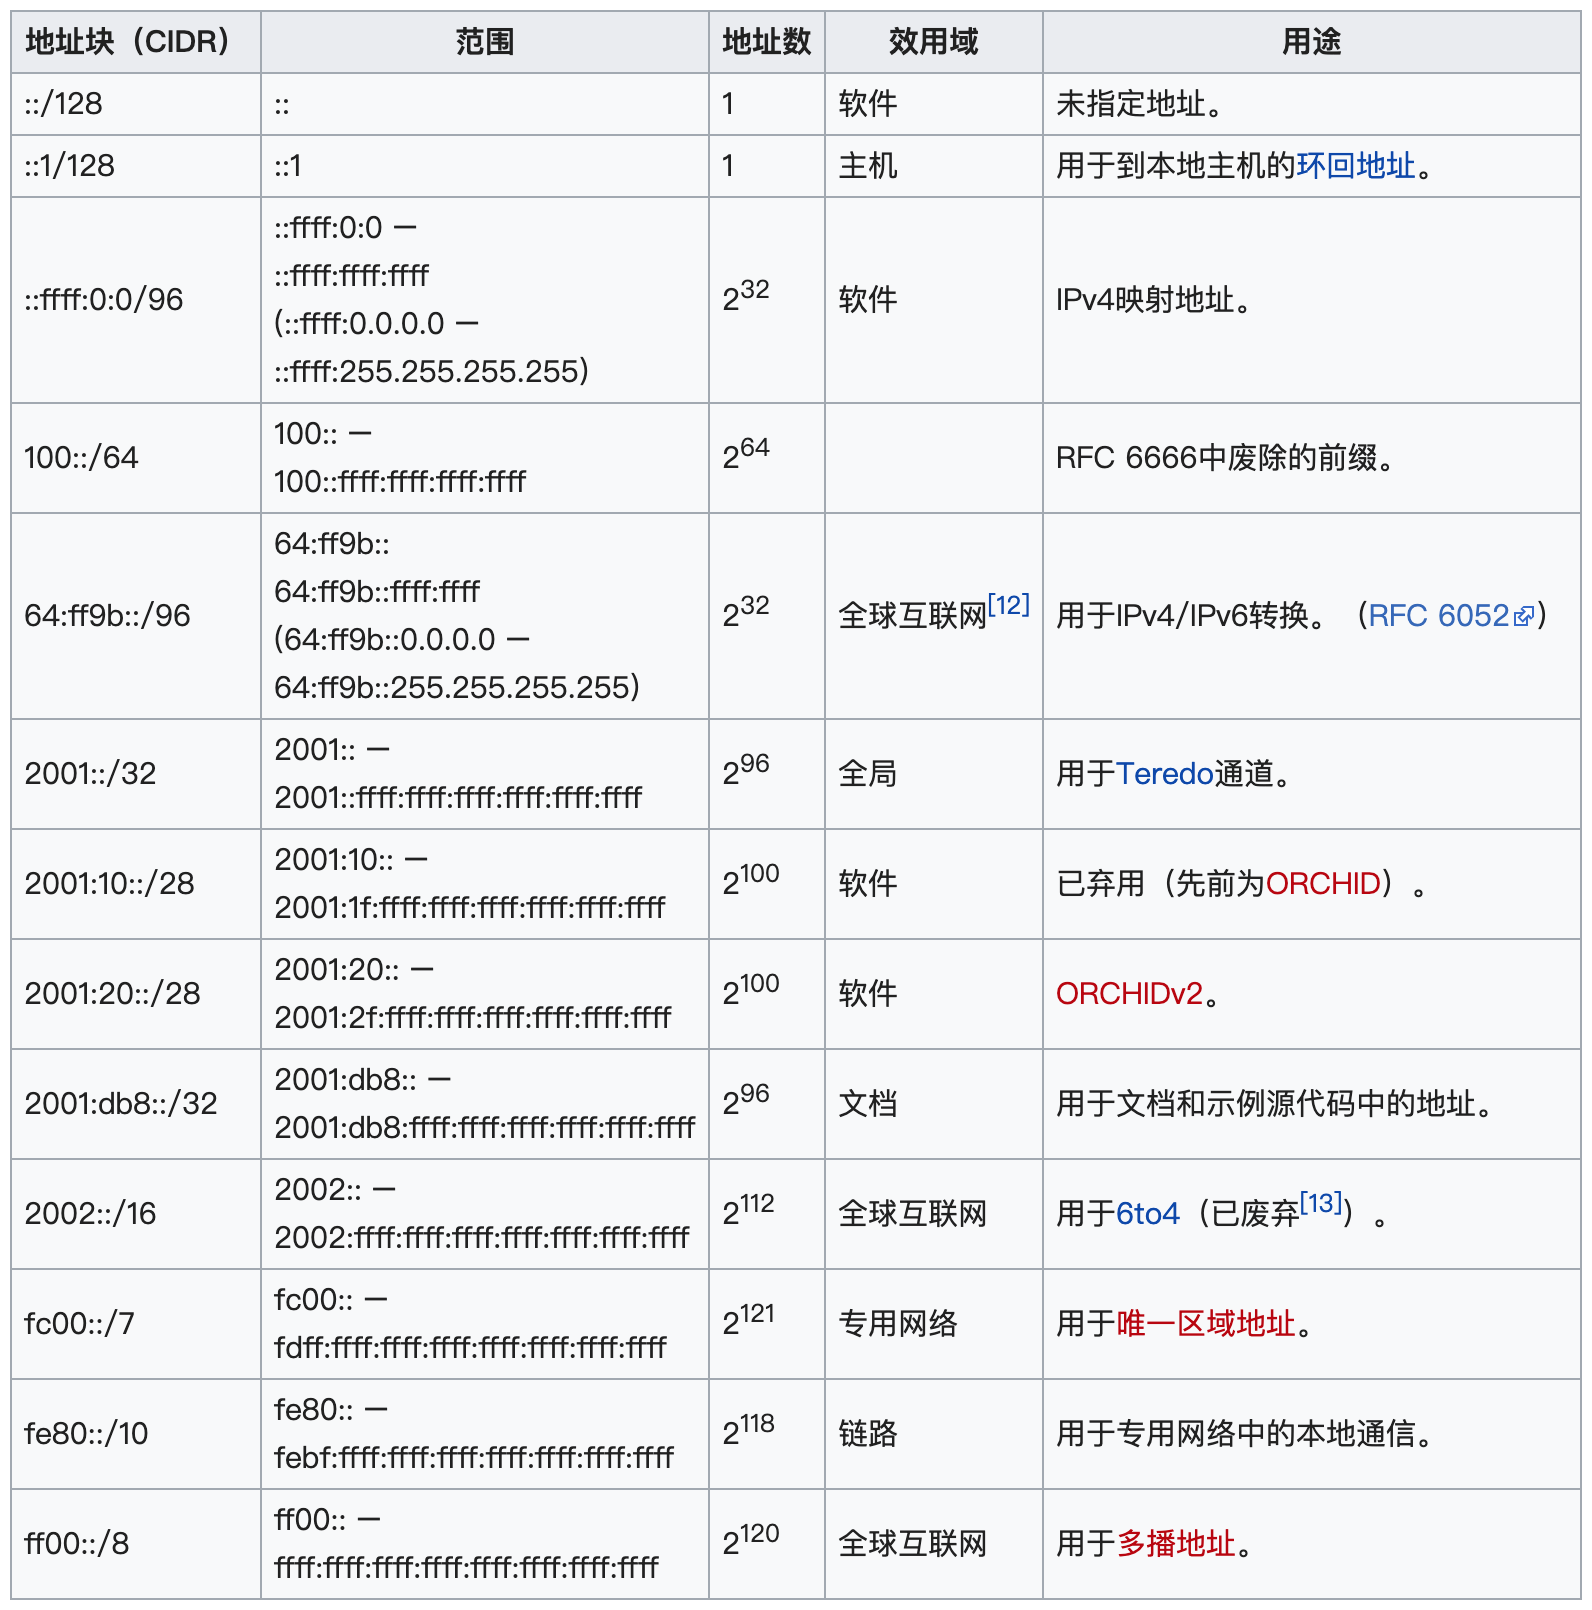 地址块（CIDR） 范围 地址数 效用域 用途
::/128 :: 1 软件 未指定地址。
::1/128 ::1 1 主机 用于到本地主机的环回地址。
::ffff:0:0/96 ::ffff:0:0 —
::ffff:ffff:ffff
(::ffff:0.0.0.0 —
::ffff:255.255.255.255) 2^32 软件 IPv4映射地址。
100::/64 100:: —
100::ffff:ffff:ffff:ffff 2^64 RFC 6666中废除的前缀。
64:ff9b::/96 64:ff9b::
64:ff9b::ffff:ffff
(64:ff9b::0.0.0.0 —
64:ff9b::255.255.255.255) 2^32 全球互联网[12] 用于IPv4/IPv6转换。（RFC 6052）
2001::/32 2001:: —
2001::ffff:ffff:ffff:ffff:ffff:ffff 2^96 全局 用于Teredo通道。
2001:10::/28 2001:10:: —
2001:1f:ffff:ffff:ffff:ffff:ffff:ffff 2^100 软件 已弃用（先前为ORCHID）。
2001:20::/28 2001:20:: —
2001:2f:ffff:ffff:ffff:ffff:ffff:ffff 2^100 软件 ORCHIDv2。
2001:db8::/32 2001:db8:: —
2001:db8:ffff:ffff:ffff:ffff:ffff:ffff 2^96 文档 用于文档和示例源代码中的地址。
2002::/16 2002:: —
2002:ffff:ffff:ffff:ffff:ffff:ffff:ffff 2^112 全球互联网 用于6to4（已废弃[13]）。
fc00::/7 fc00:: —
fdff:ffff:ffff:ffff:ffff:ffff:ffff:ffff 2^121 专用网络 用于唯一区域地址。
fe80::/10 fe80:: —
febf:ffff:ffff:ffff:ffff:ffff:ffff:ffff 2^118 链路 用于专用网络中的本地通信。
ff00::/8 ff00:: —
ffff:ffff:ffff:ffff:ffff:ffff:ffff:ffff 2^120 全球互联网 用于多播地址。